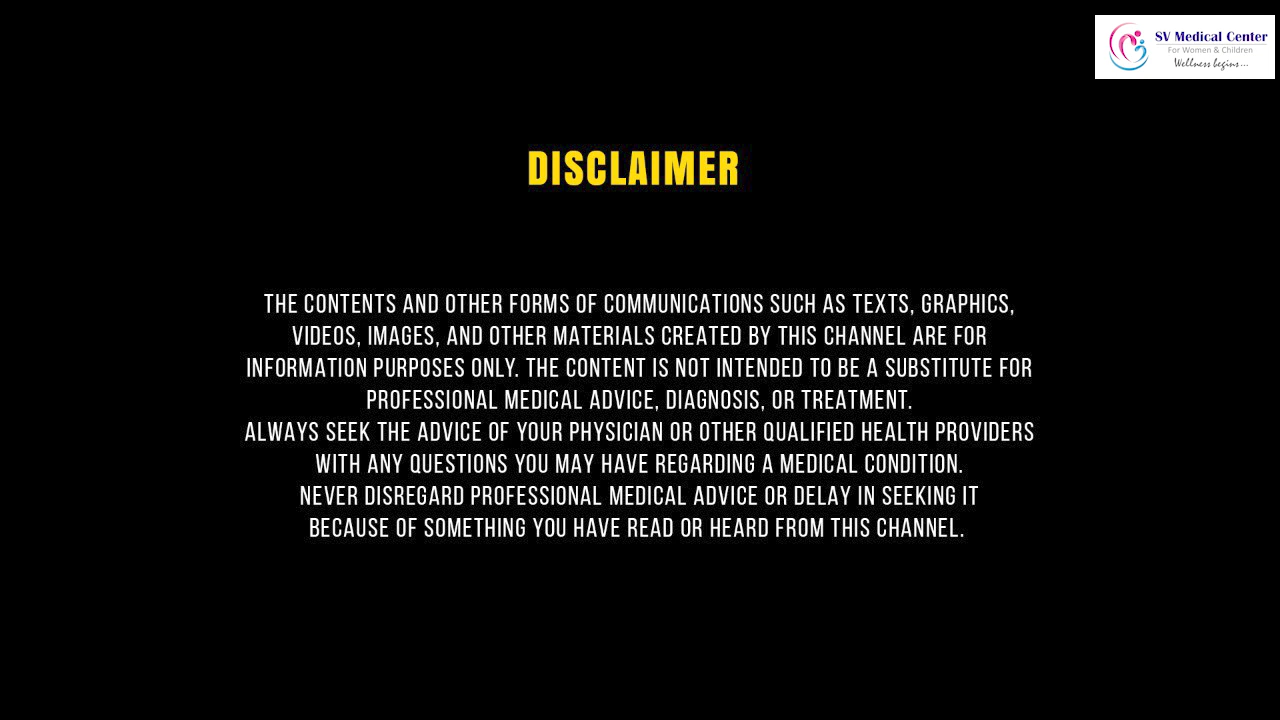 SV Medical Center
For Women & Children
Wellness begins...
DISCLAIMER
THE CONTENTS AND OTHER FORMS OF COMMUNICATIONS SUCH AS TEXTS, GRAPHICS,
VIDEOS, IMAGES, AND OTHER MATERIALS CREATED BY THIS CHANNEL ARE FOR
INFORMATION PURPOSES ONLY. THE CONTENT IS NOT INTENDED TO BE A SUBSTITUTE FOR
PROFESSIONAL MEDICAL ADVICE, DIAGNOSIS, OR TREATMENT.
ALWAYS SEEK THE ADVICE OF YOUR PHYSICIAN OR OTHER QUALIFIED HEALTH PROVIDERS
WITH ANY QUESTIONS YOU MAY HAVE REGARDING A MEDICAL CONDITION.
NEVER DISREGARD PROFESSIONAL MEDICAL ADVICE OR DELAY IN SEEKING IT
BECAUSE OF SOMETHING YOU HAVE READ OR HEARD FROM THIS CHANNEL.